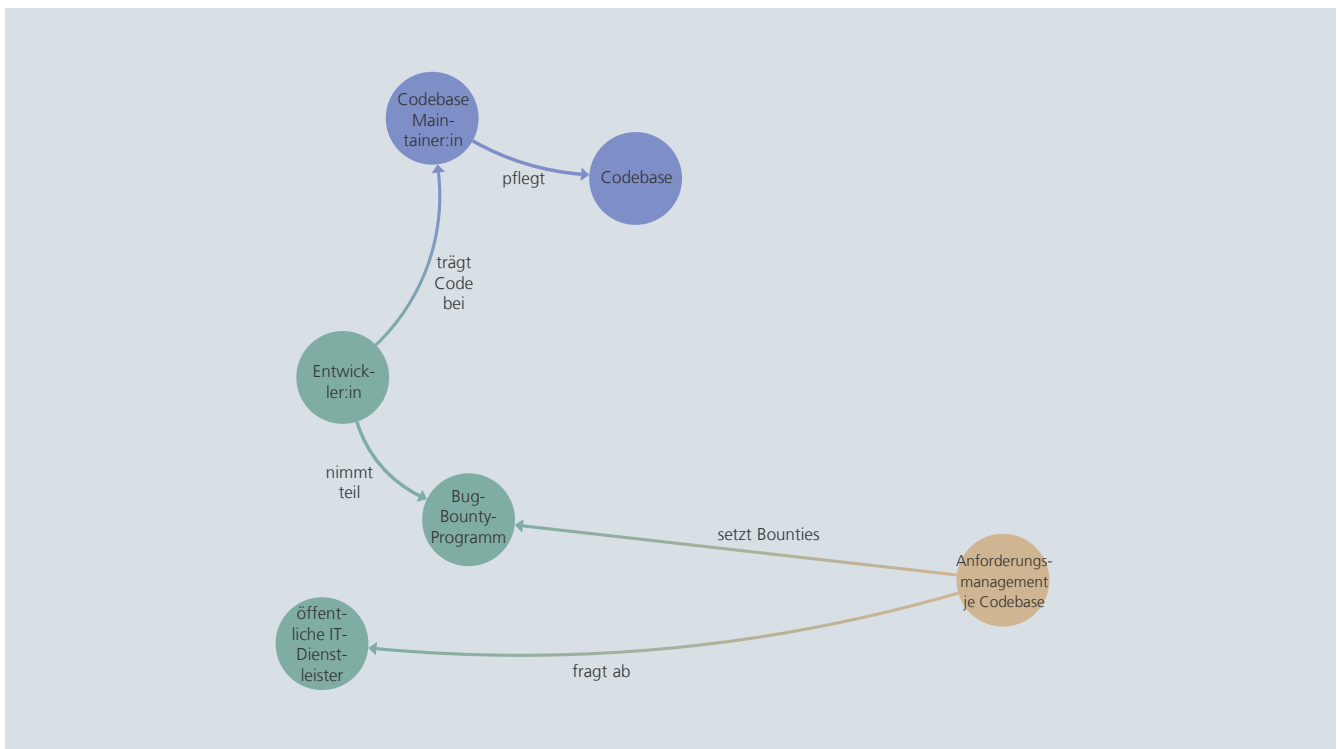 Codebase
Main-
tainer:in
pflegt
Codebase
trägt
Code
bei
Entwick-
ler:in
nimmt
teil
Bug-
Bounty-
Programm
setzt Bounties
Anforderungs-
management
je Codebase
öffent-
liche IT-
Dienst-
leister
fragt ab